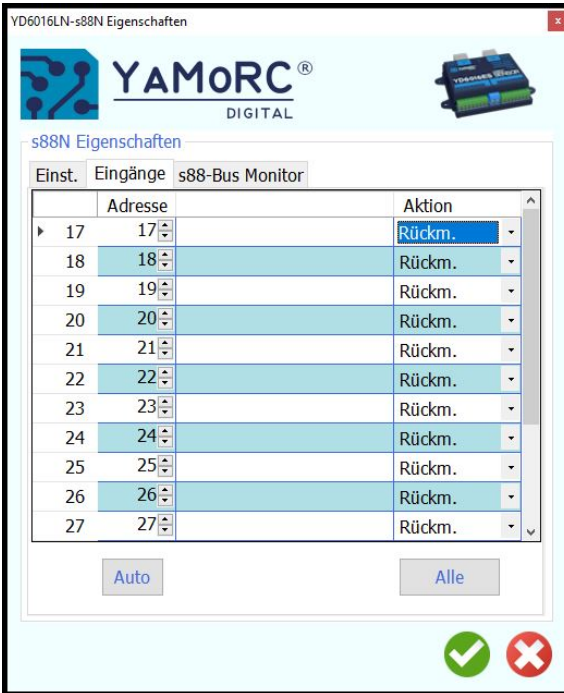 YD6016LN-s88N Eigenschaften
x
YAMORC®
DIGITAL
YD6016ES
s88N Eigenschaften
Einst. Eingänge s88-Bus Monitor
Adresse Aktion
17 17 Rückm.
18 18 Rückm.
19 19 Rückm.
20 20 Rückm.
21 21 Rückm.
22 22 Rückm.
23 23 Rückm.
24 24 Rückm.
25 25 Rückm.
26 26 Rückm.
27 27 Rückm.
Auto Alle